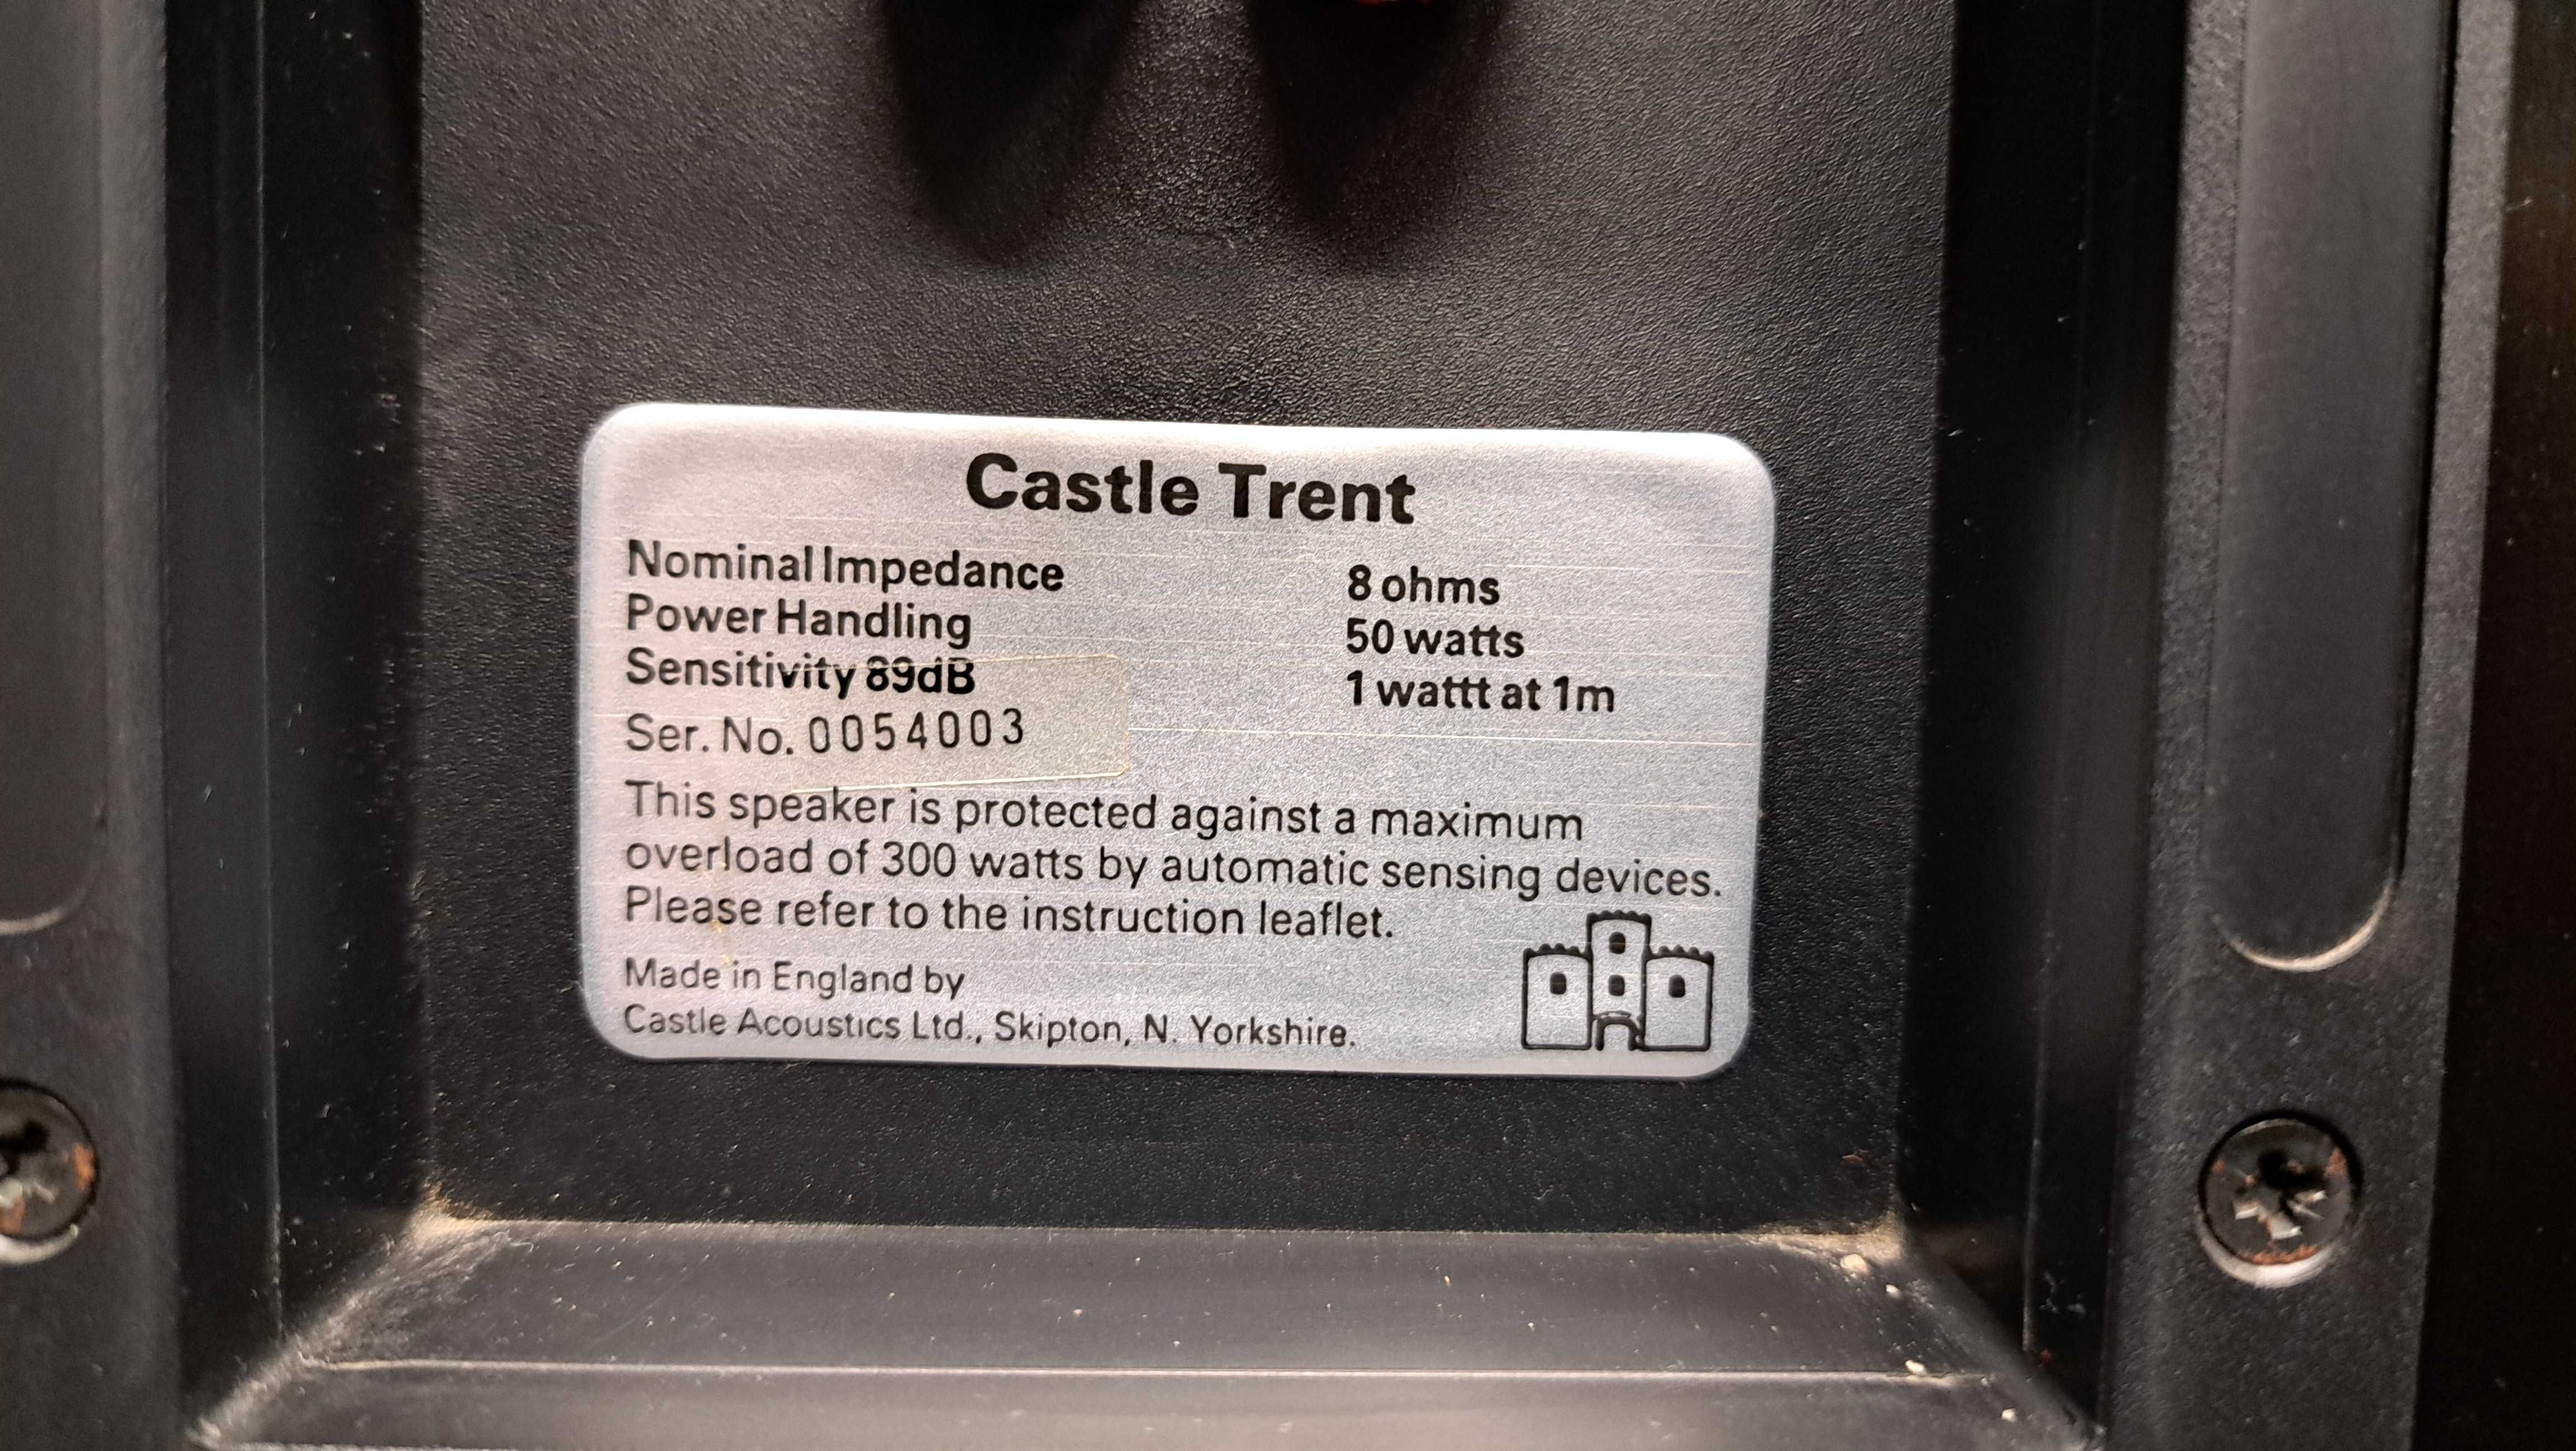 Castle Trent
Nominal Impedance 8 ohms
Power Handling 50 watts
Sensitivity 89dB 1 wattt at 1m
Ser. No. 0054003
This speaker is protected against a maximum
overload of 300 watts by automatic sensing devices.
Please refer to the instruction leaflet.
Made in England by
Castle Acoustics Ltd., Skipton, N. Yorkshire.